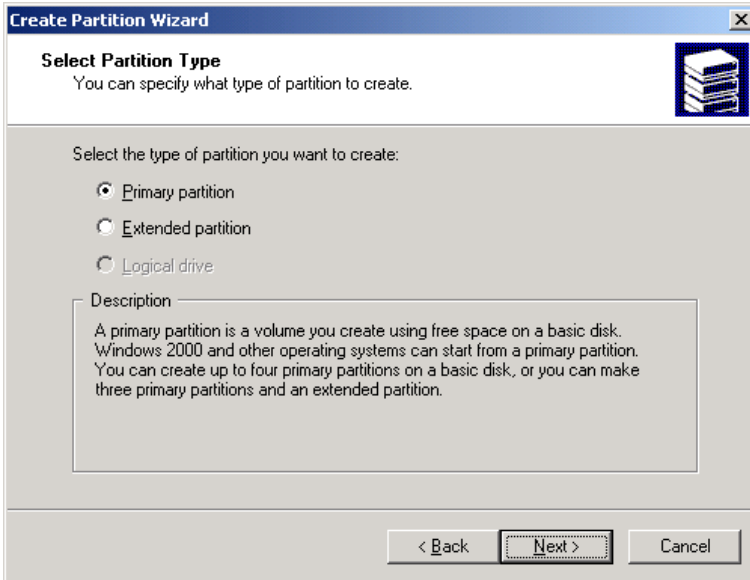 Create Partition Wizard
Select Partition Type
You can specify what type of partition to create.
Select the type of partition you want to create:
Primary partition
Extended partition
Logical drive
Description
A primary partition is a volume you create using free space on a basic disk.
Windows 2000 and other operating systems can start from a primary partition.
You can create up to four primary partitions on a basic disk, or you can make
three primary partitions and an extended partition.
< Back
Next >
Cancel